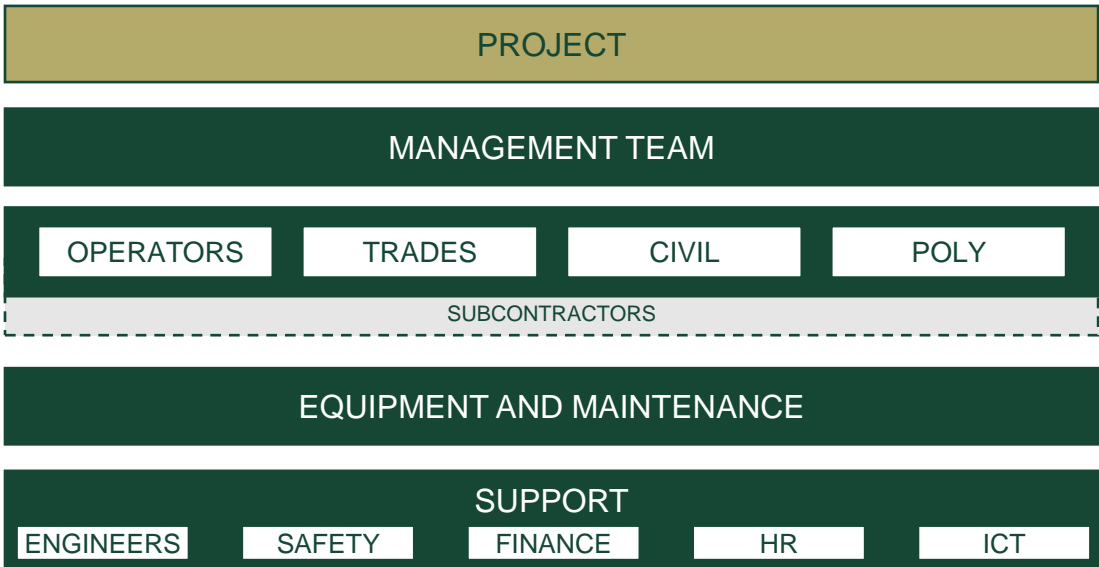 PROJECT
MANAGEMENT TEAM
OPERATORS TRADES CIVIL POLY
SUBCONTRACTORS
EQUIPMENT AND MAINTENANCE
SUPPORT
ENGINEERS SAFETY FINANCE HR ICT